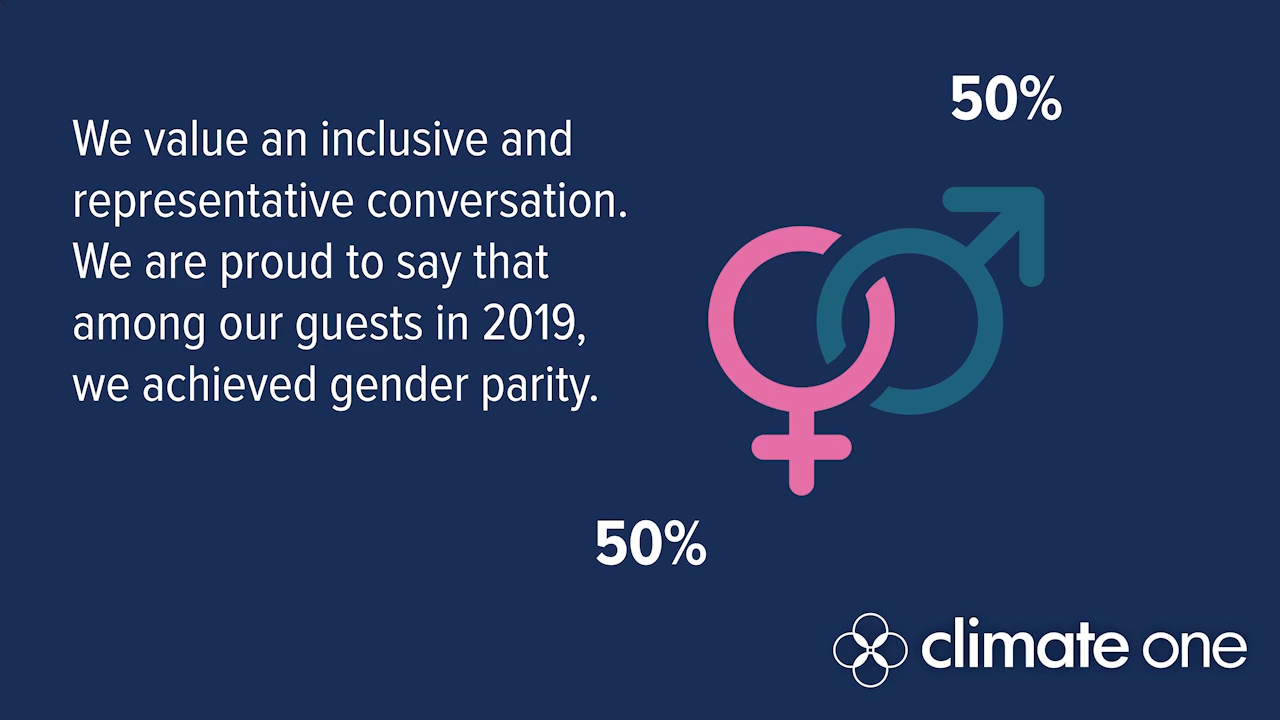 We value an inclusive and
representative conversation.
We are proud to say that
among our guests in 2019,
we achieved gender parity.
50%
50%
climate one